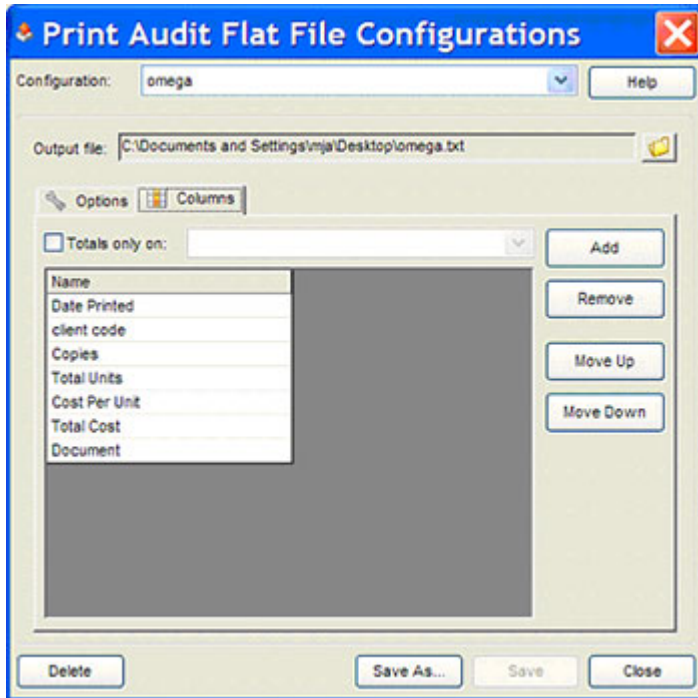 Print Audit Flat File Configurations
Configuration: omega Help
Output file: C:\Documents and Settings\mja\Desktop\omega.txt
Options Columns
Totals only on: Add
Name
Date Printed Remove
client code
Copies Move Up
Total Units
Cost Per Unit Move Down
Total Cost
Document
Delete Save As... Save Close